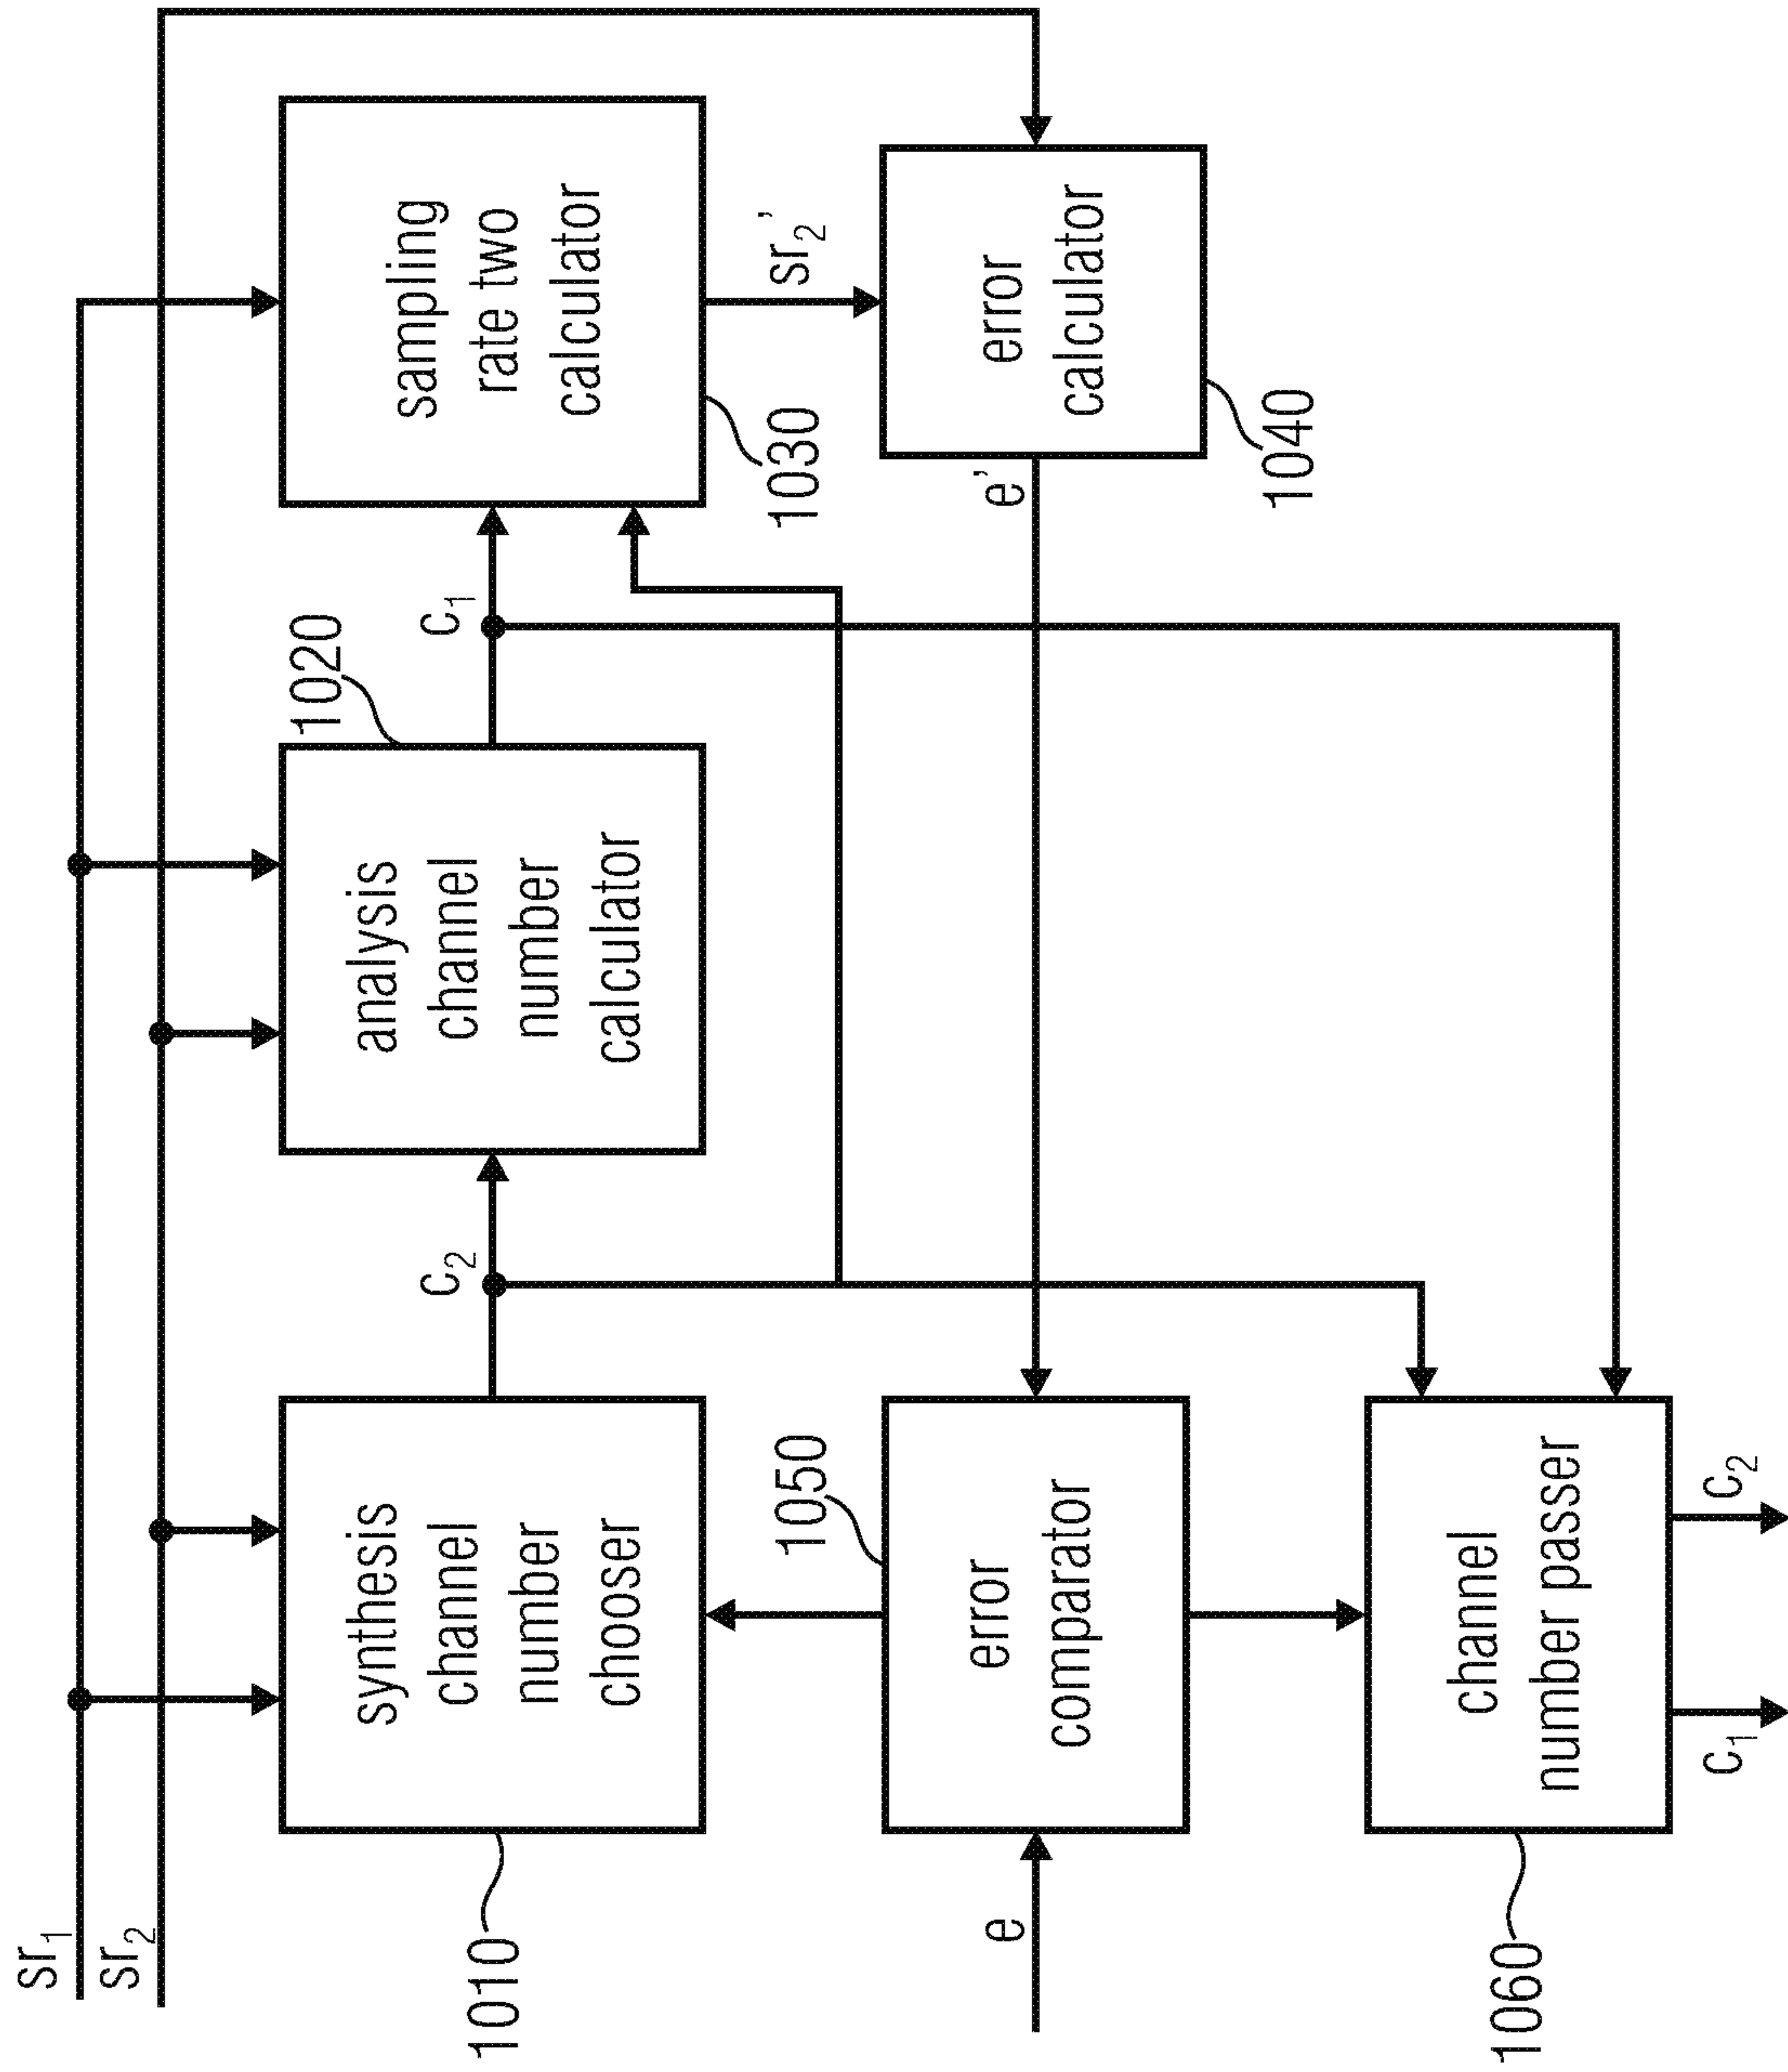 sr1
sr2
synthesis
channel
number
chooser
1010
c2
analysis
channel
number
calculator
1020
c1
sampling
rate two
calculator
1030
sr2'
error
calculator
1040
e'
e
error
comparator
1050
channel
number passer
1060
c1
c2